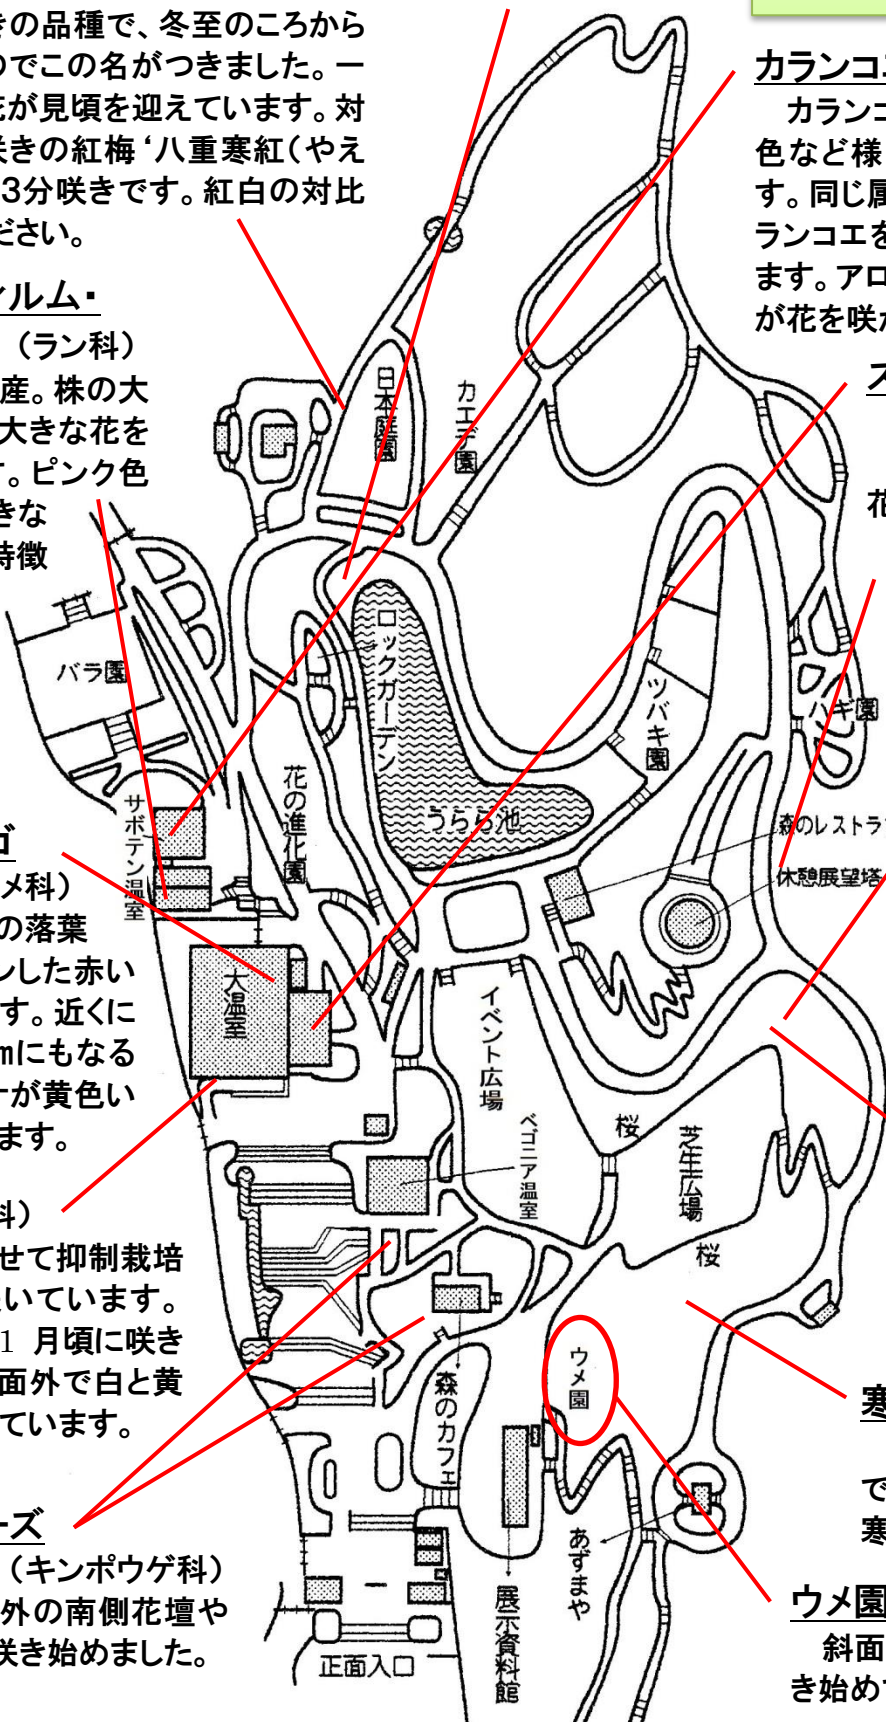 きの品種で、冬至のころから
のでこの名がつきました。一
花が見頃を迎えています。対
咲きの紅梅‘八重寒紅(やえ
3分咲きです。紅白の対比
ださい。
ィルム・
(ラン科)
産。株の大
大きな花を
す。ピンク色
きな
特徴
ゴ
メ科)
の落葉
ンした赤い
す。近くに
mにもなる
ナが黄色い
ます。
科)
せて抑制栽培
いています。
1 月頃に咲き
面外で白と黄
ています。
ーズ
(キンポウゲ科)
外の南側花壇や
咲き始めました。
カランコエ
カランコ
色など様
す。同じ属
ランコエを
ます。アロ
が花を咲か
ス
花
寒
で
寒
ウメ園
斜面
き始めて
日本庭園
カエデ園
ロックガーデン
バラ園
ツバキ園
ハギ園
花の進化園
うらら池
サボテン温室
森のレストラン
休憩展望塔
大温室
イベント広場
ベゴニア温室
桜
芝生広場
桜
ウメ園
森のカフェ
あずまや
展示資料館
正面入口